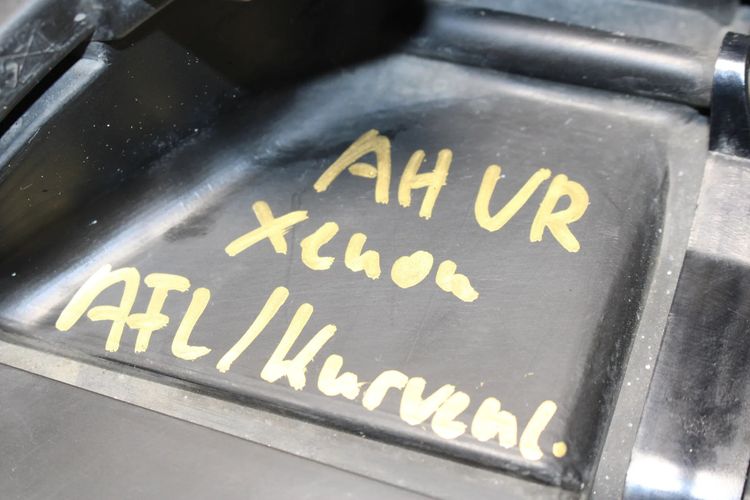 AH VR
Xenon
AFL/Kurvenl.